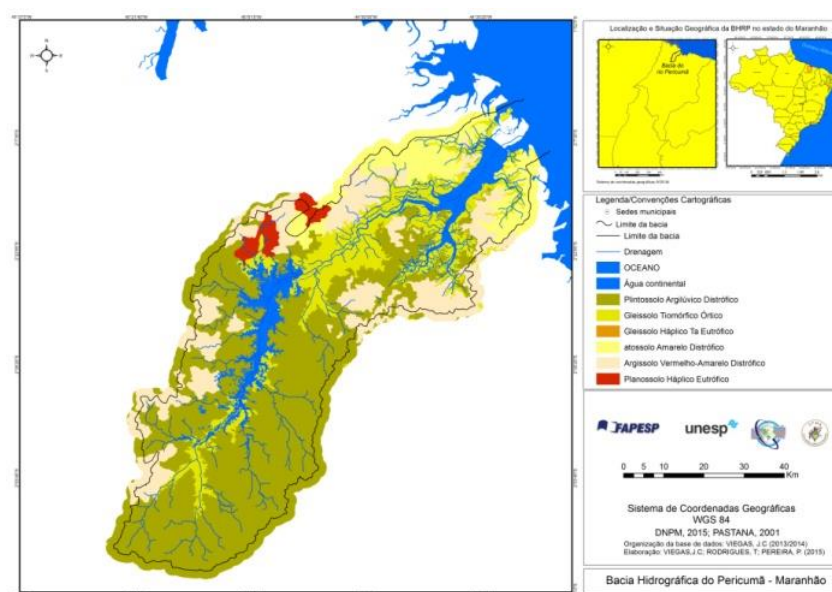 Localização e Situação Geográfica da BHRP no estado do Maranhão
Bacia do
rio Pericumã
Legenda/Convenções Cartográficas
Sedes municipais
Limite da bacia
Limite da bacia
Drenagem
OCEANO
Água continental
Plintossolo Argilúvico Distrófico
Gleissolo Tiomórfico Órtico
Gleissolo Háplico Ta Eutrófico
atossolo Amarelo Distrófico
Argissolo Vermelho-Amarelo Distrófico
Planossolo Háplico Eutrófico
FAPESP
unesp
0 5 10 20 30 40
Km
Sistema de Coordenadas Geográficas
WGS 84
DNPM, 2015; PASTANA, 2001
Organização da base de dados: VIEGAS, J.C (2013/2014)
Elaboração: VIEGAS,J.C; RODRIGUES, T; PEREIRA, P. (2015)
Bacia Hidrográfica do Pericumã - Maranhão